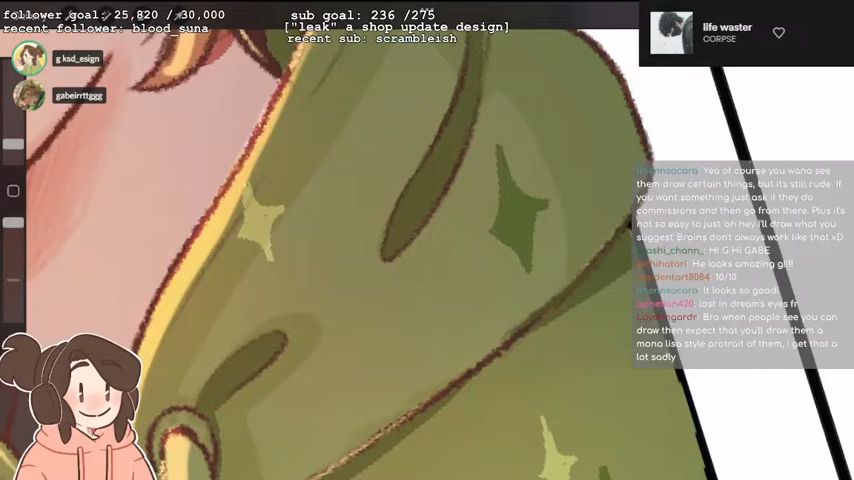 follower goal: 25,820 / 30,000
recent follower: blood_suna
sub goal: 236 /275
["leak" a shop update design]
recent sub: scrambleish
life waster
CORPSE
g ksd_esign
gabeirrttggg
Yea of course you wana see
them draw certain things, but it's still rude. If
you want something just ask if they do
commissions and then go from there. Plus it's
not so easy to just 'oh hey I'll draw what you
suggest Brains don't always work like that xD
HI G HI GABE
He looks amazing g!!!!
10/10
It looks so good!
lost in dream's eyes fr
Bro when people see you can
draw then expect that you'll draw them a
mona lisa style protrait of them, I get that a
lot sadly